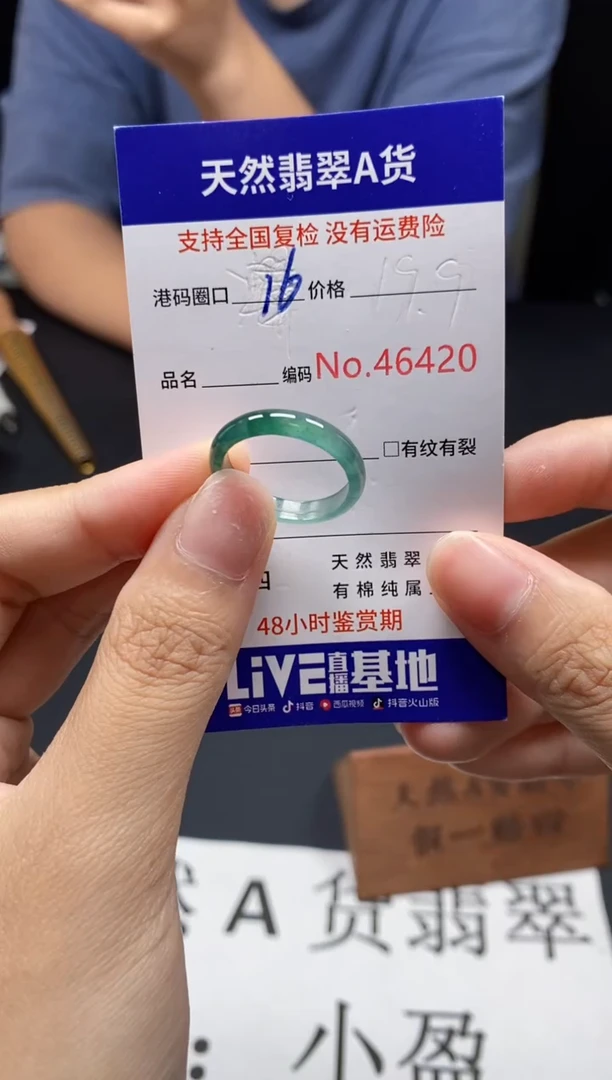 天然翡翠A货
支持全国复检 没有运费险
港码圈口 16 价格 19.9
品名 编码 No.46420
□有纹有裂
天然翡翠
有棉纯属
48小时鉴赏期
LiVE直播基地
今日头条 抖音 西瓜视频 抖音火山版
A货翡翠
：小盈